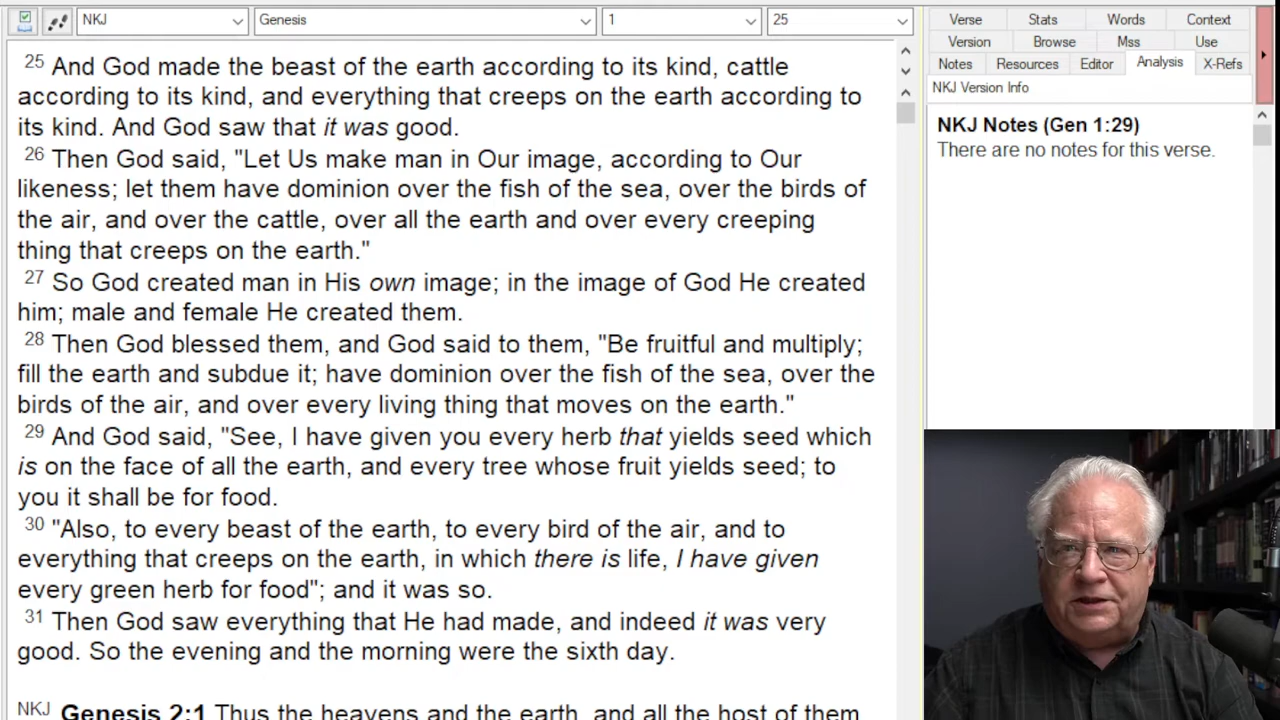 NKJ Genesis 1 25
Verse Stats Words Context
Version Browse Mss Use
Notes Resources Editor Analysis X-Refs
NKJ Version Info
NKJ Notes (Gen 1:29)
There are no notes for this verse.
25 And God made the beast of the earth according to its kind, cattle
according to its kind, and everything that creeps on the earth according to
its kind. And God saw that it was good.
26 Then God said, "Let Us make man in Our image, according to Our
likeness; let them have dominion over the fish of the sea, over the birds of
the air, and over the cattle, over all the earth and over every creeping
thing that creeps on the earth."
27 So God created man in His own image; in the image of God He created
him; male and female He created them.
28 Then God blessed them, and God said to them, "Be fruitful and multiply;
fill the earth and subdue it; have dominion over the fish of the sea, over the
birds of the air, and over every living thing that moves on the earth."
29 And God said, "See, I have given you every herb that yields seed which
is on the face of all the earth, and every tree whose fruit yields seed; to
you it shall be for food.
30 "Also, to every beast of the earth, to every bird of the air, and to
everything that creeps on the earth, in which there is life, I have given
every green herb for food"; and it was so.
31 Then God saw everything that He had made, and indeed it was very
good. So the evening and the morning were the sixth day.
NKJ Genesis 2:1 Thus the heavens and the earth, and all the host of them